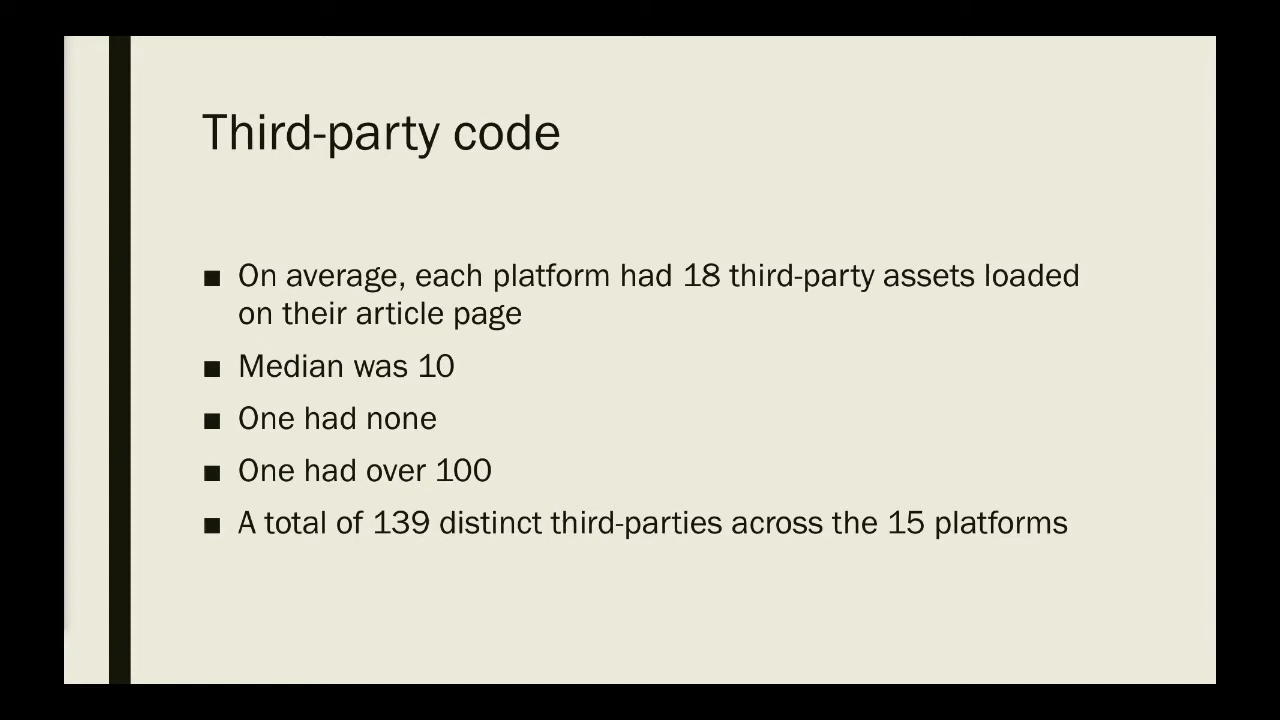 Third-party code
■ On average, each platform had 18 third-party assets loaded
on their article page
■ Median was 10
■ One had none
■ One had over 100
■ A total of 139 distinct third-parties across the 15 platforms